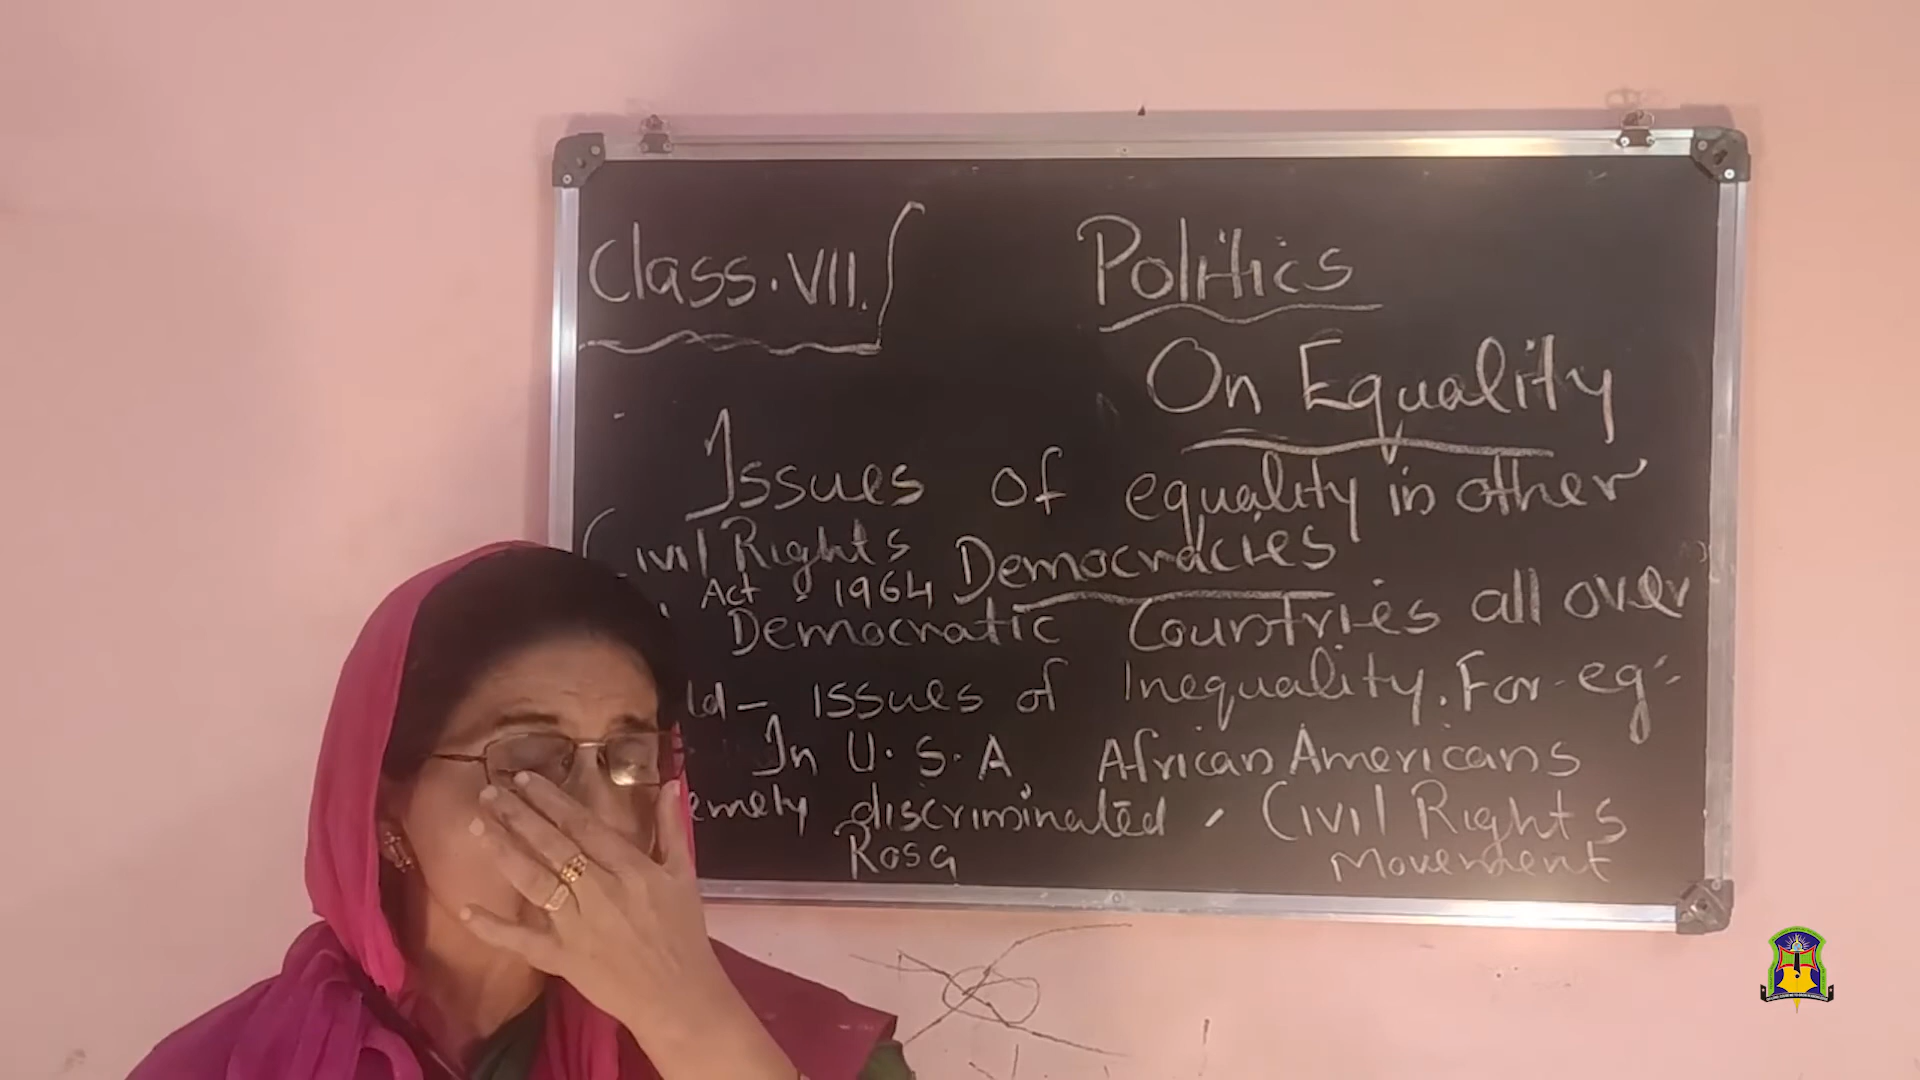 Class.VII.
Politics
On Equality
Issues of equality in other
Civil Rights Democracies
Act - 1964
Democratic Countries all over
ld - issues of Inequality. For-eg:-
In U.S.A African Americans
emely discriminated. Civil Rights
Rosa Movement